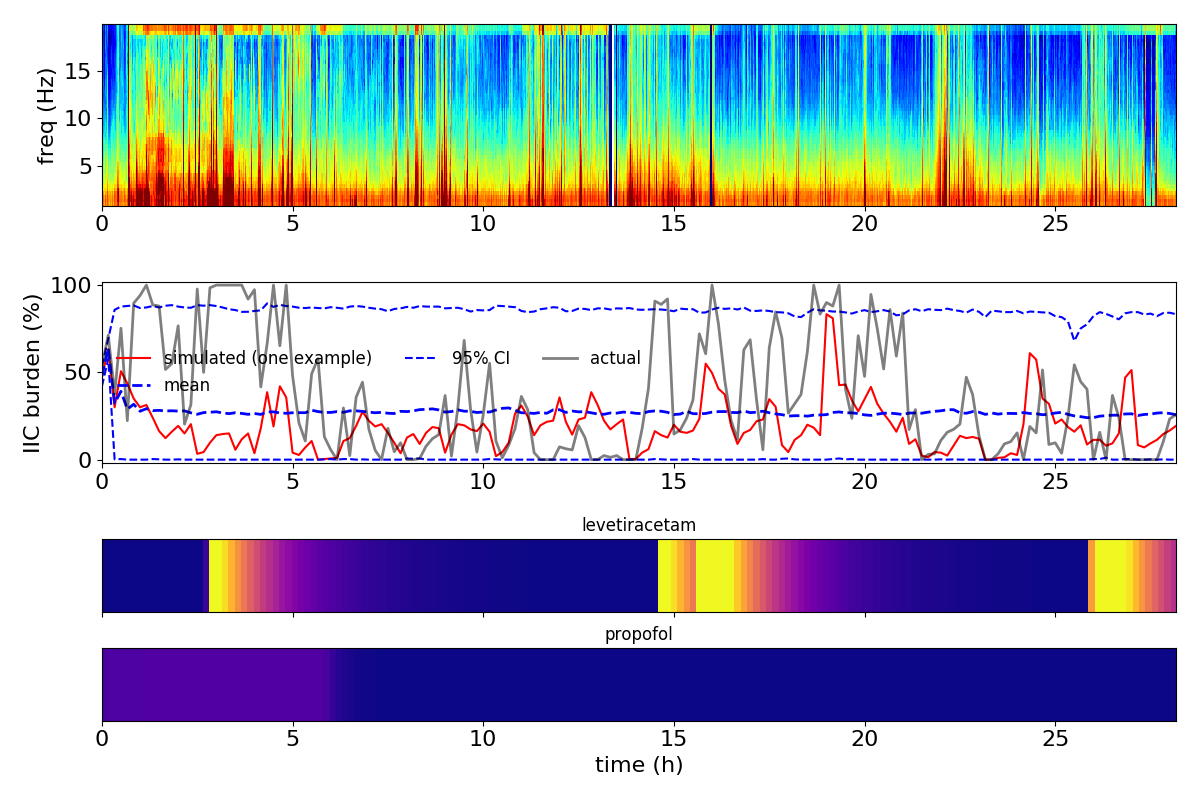 freq (Hz)
15
10
5
0 5 10 15 20 25
IIC burden (%)
100
50
0
simulated (one example) 95% CI actual
mean
0 5 10 15 20 25
levetiracetam
propofol
0 5 10 15 20 25
time (h)